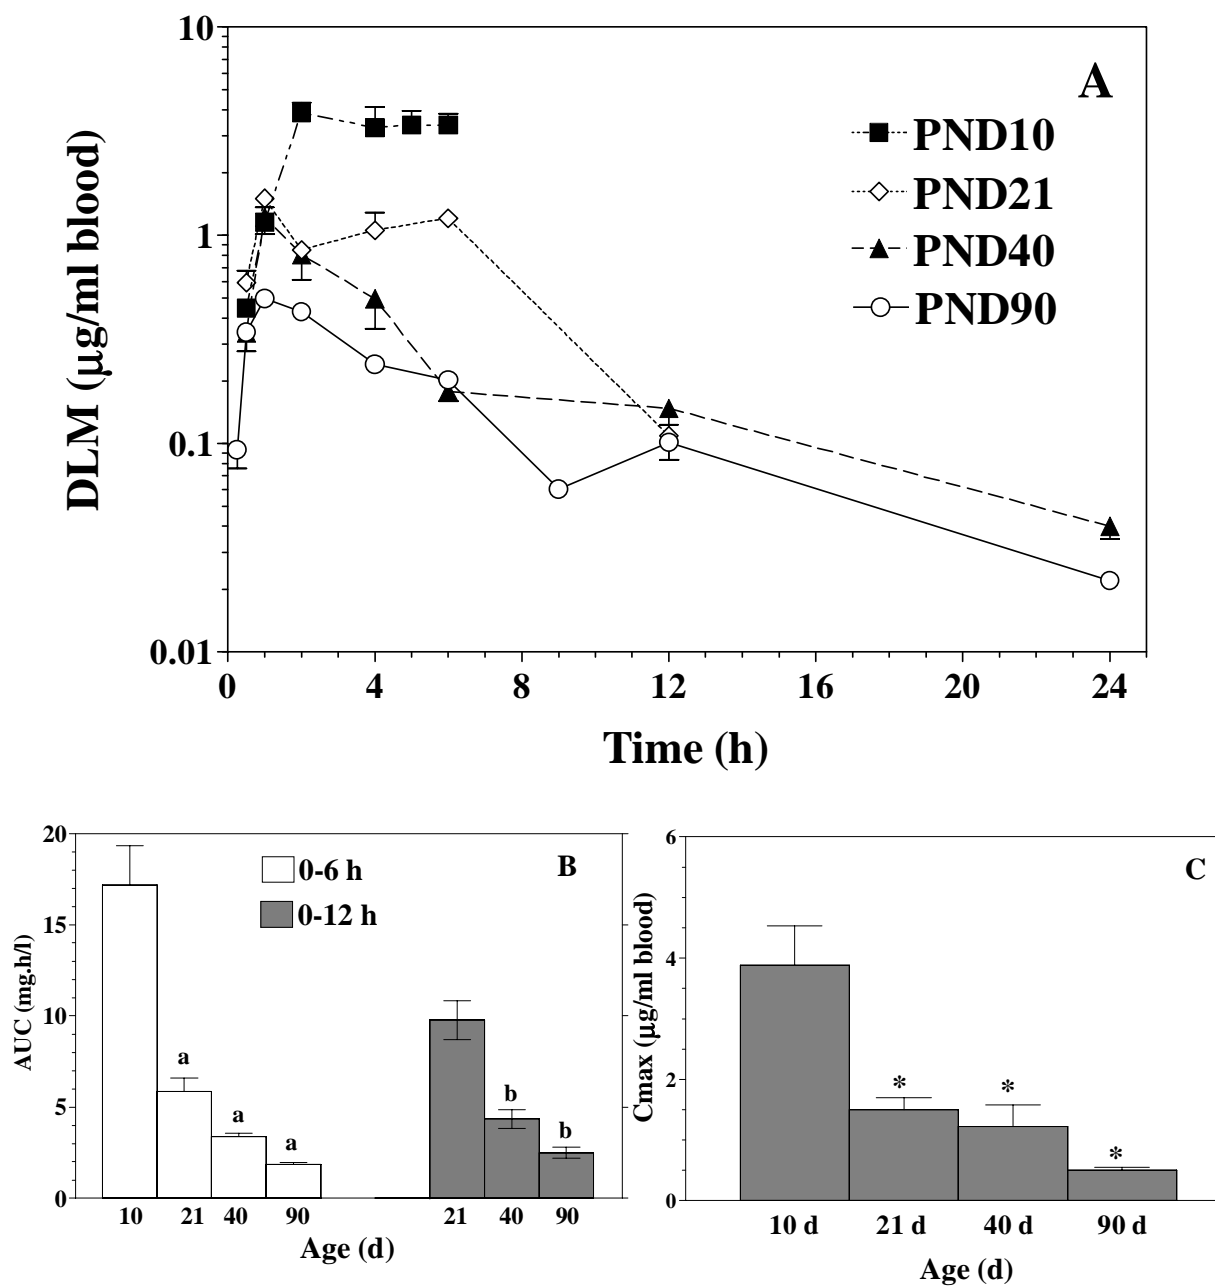 A
10
1
0.1
0.01
DLM (μg/ml blood)
PND10
PND21
PND40
PND90
0 4 8 12 16 20 24
Time (h)
B
20
15
10
5
0
AUC (mg.h/l)
0-6 h
0-12 h
a
a
a
b
b
10 21 40 90 21 40 90
Age (d)
C
6
4
2
0
Cmax (μg/ml blood)
*
*
*
10 d 21 d 40 d 90 d
Age (d)